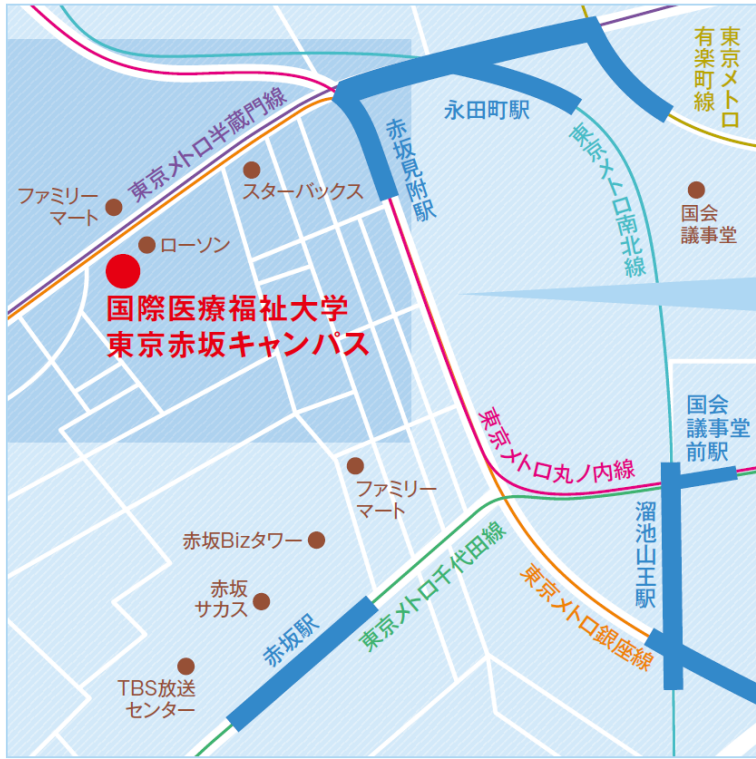 東京メトロ
有楽町線
永田町駅
赤坂見附駅
東京メトロ半蔵門線
東京メトロ南北線
スターバックス
ファミリー
マート
ローソン
国会
議事堂
国際医療福祉大学
東京赤坂キャンパス
国会
議事堂
前駅
東京メトロ丸ノ内線
ファミリー
マート
溜池山王駅
赤坂Bizタワー
東京メトロ千代田線
東京メトロ銀座線
赤坂
サカス
赤坂駅
TBS放送
センター